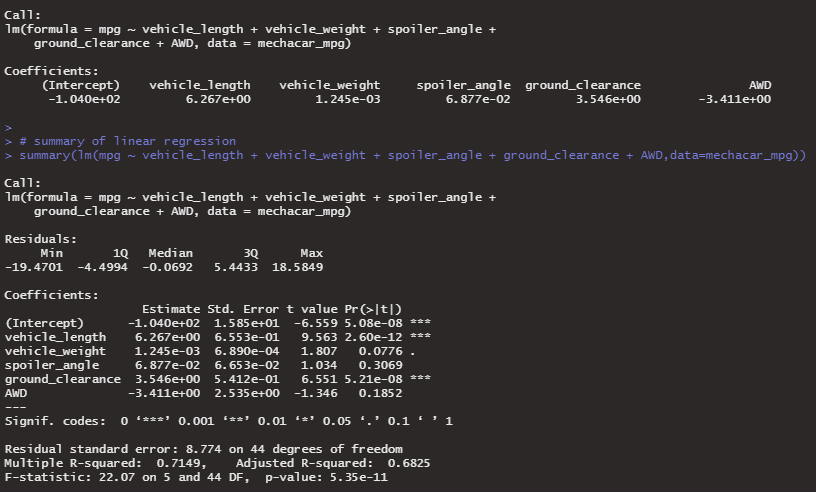 Call:
lm(formula = mpg ~ vehicle_length + vehicle_weight + spoiler_angle +
    ground_clearance + AWD, data = mechacar_mpg)

Coefficients:
     (Intercept)    vehicle_length    vehicle_weight     spoiler_angle  ground_clearance               AWD
      -1.040e+02         6.267e+00         1.245e-03         6.877e-02         3.546e+00        -3.411e+00

>
> # summary of linear regression
> summary(lm(mpg ~ vehicle_length + vehicle_weight + spoiler_angle + ground_clearance + AWD,data=mechacar_mpg))

Call:
lm(formula = mpg ~ vehicle_length + vehicle_weight + spoiler_angle +
    ground_clearance + AWD, data = mechacar_mpg)

Residuals:
     Min       1Q   Median       3Q      Max
-19.4701  -4.4994  -0.0692   5.4433  18.5849

Coefficients:
                   Estimate Std. Error t value Pr(>|t|)
(Intercept)      -1.040e+02  1.585e+01  -6.559 5.08e-08 ***
vehicle_length    6.267e+00  6.553e-01   9.563 2.60e-12 ***
vehicle_weight    1.245e-03  6.890e-04   1.807   0.0776 .
spoiler_angle     6.877e-02  6.653e-02   1.034   0.3069
ground_clearance  3.546e+00  5.412e-01   6.551 5.21e-08 ***
AWD              -3.411e+00  2.535e+00  -1.346   0.1852
---
Signif. codes:  0 ‘***’ 0.001 ‘**’ 0.01 ‘*’ 0.05 ‘.’ 0.1 ‘ ’ 1

Residual standard error: 8.774 on 44 degrees of freedom
Multiple R-squared:  0.7149,    Adjusted R-squared:  0.6825
F-statistic: 22.07 on 5 and 44 DF,  p-value: 5.35e-11